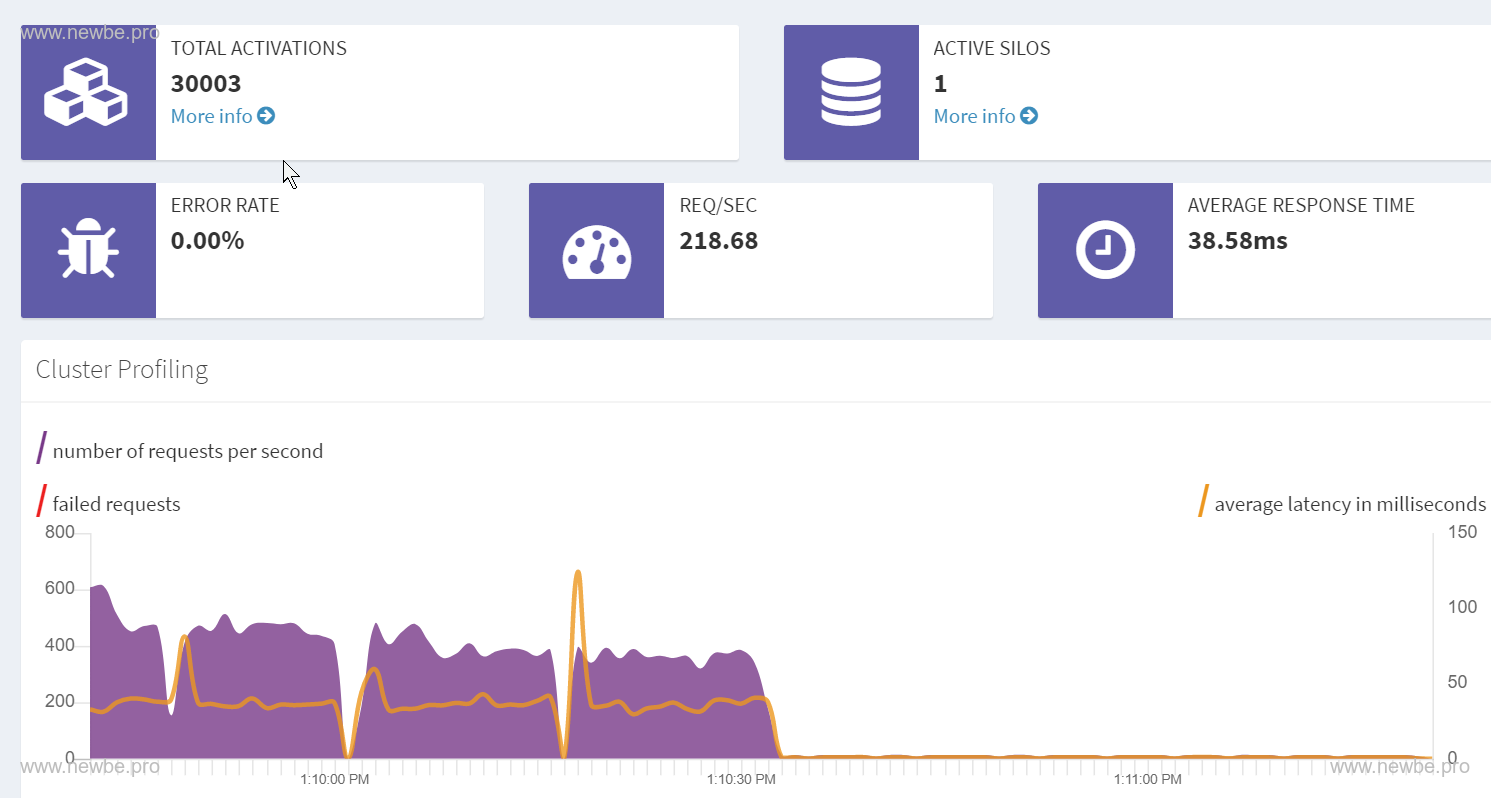 www.newbe.pro
TOTAL ACTIVATIONS
30003
More info
ACTIVE SILOS
1
More info
ERROR RATE
0.00%
REQ/SEC
218.68
AVERAGE RESPONSE TIME
38.58ms
Cluster Profiling
number of requests per second
failed requests
average latency in milliseconds
800
600
400
200
0
150
100
50
0
1:10:00 PM
1:10:30 PM
1:11:00 PM
www.newbe.pro
www.newbe.pro